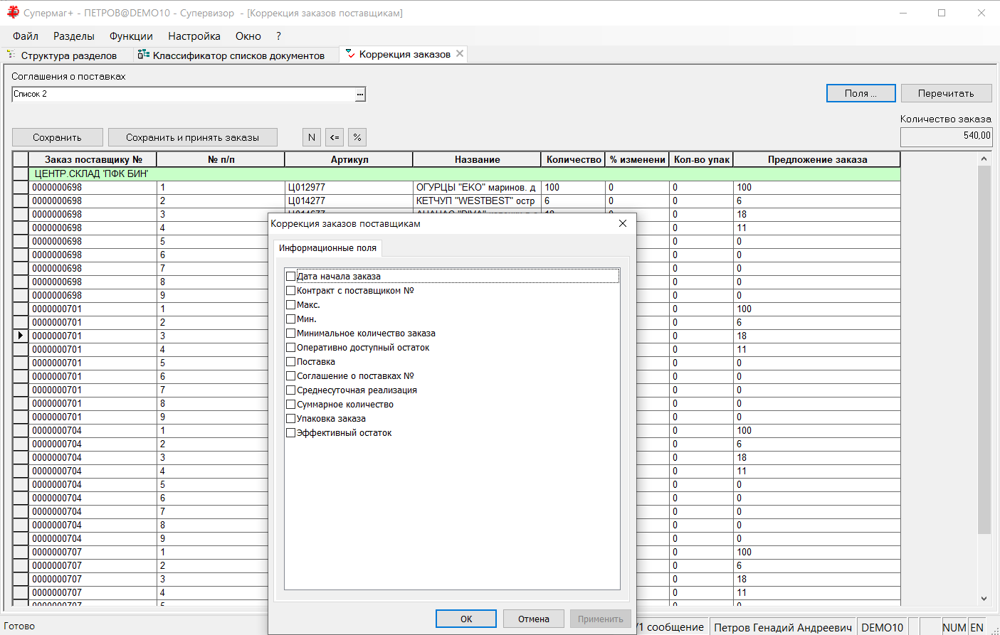 Супермаг+ - ПЕТРОВ@DEMO10 - Супервизор - [Коррекция заказов поставщикам]
Файл Разделы Функции Настройка Окно ?
Структура разделов Классификатор списков документов Коррекция заказов
Соглашения о поставках
Список 2 ...
Поля ... Перечитать
Количество заказа
540,00
Сохранить Сохранить и принять заказы N <= %
Заказ поставщику № № п/п Артикул Название Количество % изменени Кол-во упак Предложение заказа
ЦЕНТР.СКЛАД 'ПФК БИН'
0000000698 1 Ц012977 ОГУРЦЫ "ЕКО" маринов. д 100 0 0 100
0000000698 2 Ц014277 КЕТЧУП "WESTBEST" остр 6 0 0 6
0000000698 3 0 18
0000000698 4 0 11
0000000698 5 0 0
0000000698 6 0 0
0000000698 7 0 0
0000000698 8 0 0
0000000698 9 0 0
0000000701 1 0 100
0000000701 2 0 6
0000000701 3 0 18
0000000701 4 0 11
0000000701 5 0 0
0000000701 6 0 0
0000000701 7 0 0
0000000701 8 0 0
0000000701 9 0 0
0000000704 1 0 100
0000000704 2 0 6
0000000704 3 0 18
0000000704 4 0 11
0000000704 5 0 0
0000000704 6 0 0
0000000704 7 0 0
0000000704 8 0 0
0000000704 9 0 0
0000000707 1 0 100
0000000707 2 0 6
0000000707 3 0 18
0000000707 4 0 11
Коррекция заказов поставщикам
Информационные поля
Дата начала заказа
Контракт с поставщиком №
Макс.
Мин.
Минимальное количество заказа
Оперативно доступный остаток
Поставка
Соглашение о поставках №
Среднесуточная реализация
Суммарное количество
Упаковка заказа
Эффективный остаток
ОК Отмена Применить
Готово /1 сообщение Петров Генадий Андреевич DEMO10 NUM EN